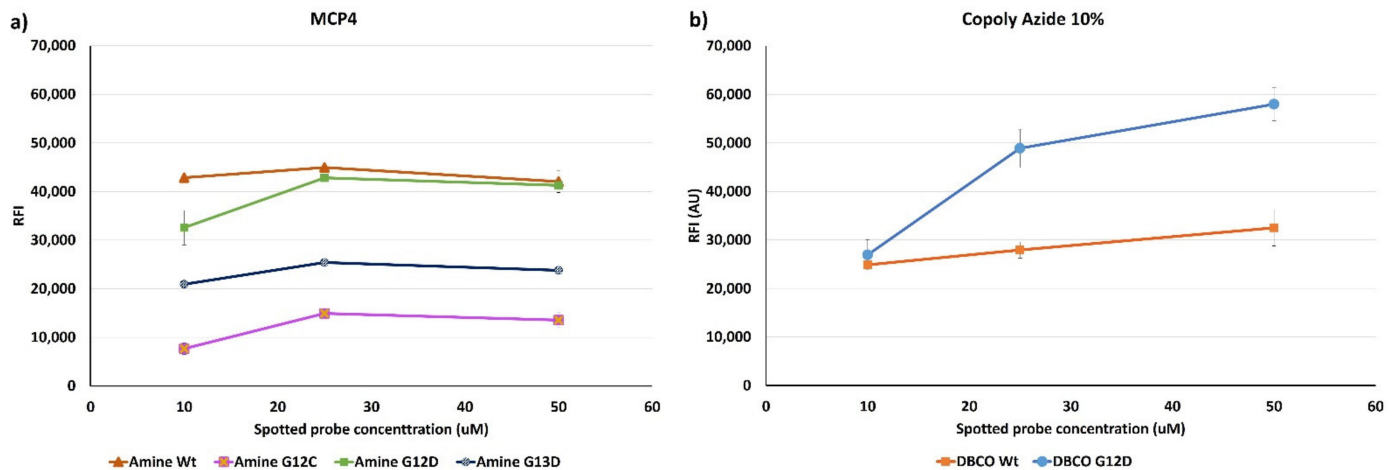 a)
MCP4
70,000
60,000
50,000
40,000
30,000
20,000
10,000
0
RFI
0 10 20 30 40 50 60
Spotted probe concenttration (uM)
Amine Wt Amine G12C Amine G12D Amine G13D
b)
Copoly Azide 10%
70,000
60,000
50,000
40,000
30,000
20,000
10,000
0
RFI (AU)
0 10 20 30 40 50 60
Spotted probe concentration (uM)
DBCO Wt DBCO G12D